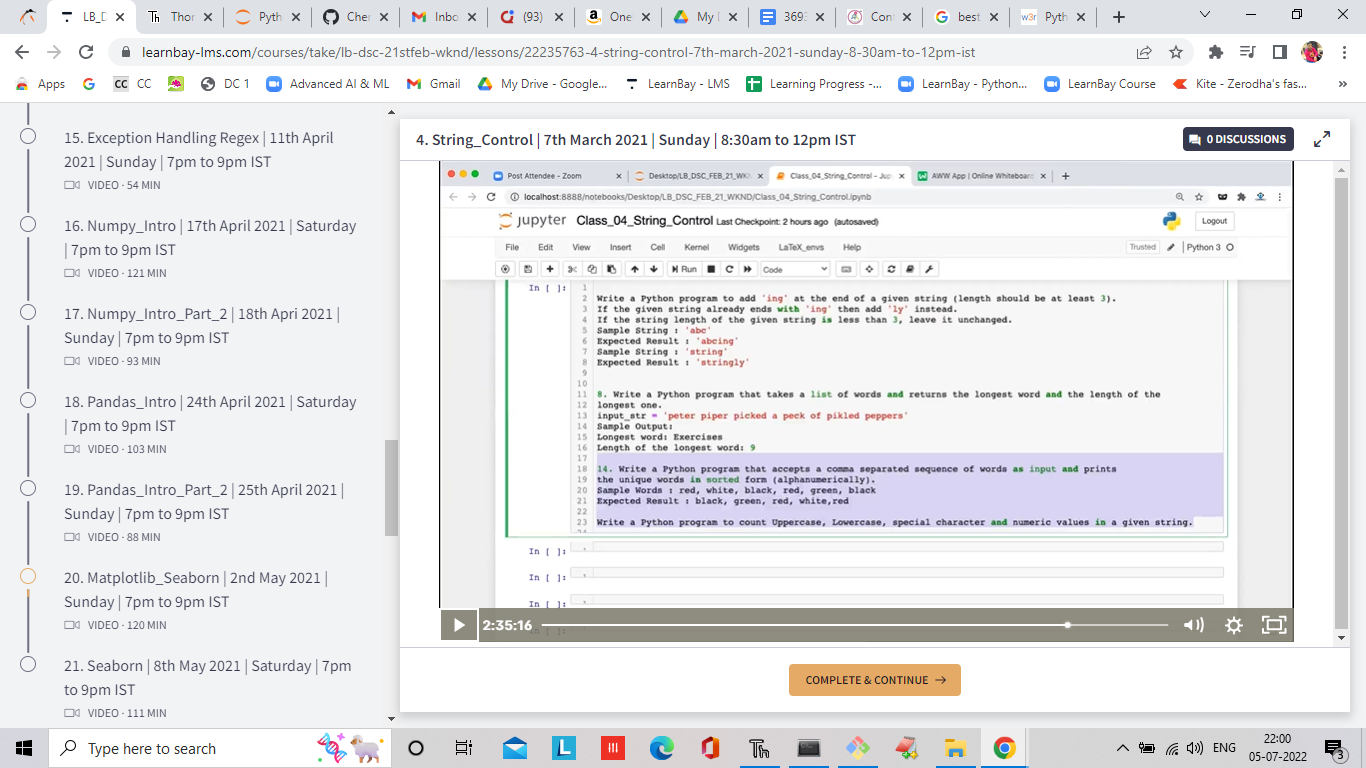 LB_D
Thor
Pyth
Cher
Inbo
(93)
One
My D
3693
Con
best
Pyth
learnbay-lms.com/courses/take/lb-dsc-21stfeb-wknd/lessons/22235763-4-string-control-7th-march-2021-sunday-8-30am-to-12pm-ist
Apps
CC CC
DC 1
Advanced AI & ML
Gmail
My Drive - Google...
LearnBay - LMS
Learning Progress -...
LearnBay - Python...
LearnBay Course
Kite - Zerodha's fas...
»
15. Exception Handling Regex | 11th April
2021 | Sunday | 7pm to 9pm IST
VIDEO · 54 MIN
16. Numpy_Intro | 17th April 2021 | Saturday
| 7pm to 9pm IST
VIDEO · 121 MIN
17. Numpy_Intro_Part_2 | 18th Apri 2021 |
Sunday | 7pm to 9pm IST
VIDEO · 93 MIN
18. Pandas_Intro | 24th April 2021 | Saturday
| 7pm to 9pm IST
VIDEO · 103 MIN
19. Pandas_Intro_Part_2 | 25th April 2021 |
Sunday | 7pm to 9pm IST
VIDEO · 88 MIN
20. Matplotlib_Seaborn | 2nd May 2021 |
Sunday | 7pm to 9pm IST
VIDEO · 120 MIN
21. Seaborn | 8th May 2021 | Saturday | 7pm
to 9pm IST
VIDEO · 111 MIN
4. String_Control | 7th March 2021 | Sunday | 8:30am to 12pm IST
0 DISCUSSIONS
Post Attendee - Zoom
Desktop/LB_DSC_FEB_21_WKN
Class_04_String_Control - Jup
AWW App | Online Whiteboard
localhost:8888/notebooks/Desktop/LB_DSC_FEB_21_WKND/Class_04_String_Control.ipynb
jupyter Class_04_String_Control Last Checkpoint: 2 hours ago (autosaved)
Logout
File Edit View Insert Cell Kernel Widgets LaTeX_envs Help
Trusted
Python 3
Run
Code
In [ ]:
1
2 Write a Python program to add 'ing' at the end of a given string (length should be at least 3).
3 If the given string already ends with 'ing' then add 'ly' instead.
4 If the string length of the given string is less than 3, leave it unchanged.
5 Sample String : 'abc'
6 Expected Result : 'abcing'
7 Sample String : 'string'
8 Expected Result : 'stringly'
9
10
11 8. Write a Python program that takes a list of words and returns the longest word and the length of the
12 longest one.
13 input_str = 'peter piper picked a peck of pikled peppers'
14 Sample Output:
15 Longest word: Exercises
16 Length of the longest word: 9
17
18 14. Write a Python program that accepts a comma separated sequence of words as input and prints
19 the unique words in sorted form (alphanumerically).
20 Sample Words : red, white, black, red, green, black
21 Expected Result : black, green, red, white,red
22
23 Write a Python program to count Uppercase, Lowercase, special character and numeric values in a given string.
In [ ]:
In [ ]:
In [ ]:
2:35:16
COMPLETE & CONTINUE →
Type here to search
ENG
22:00
05-07-2022
3